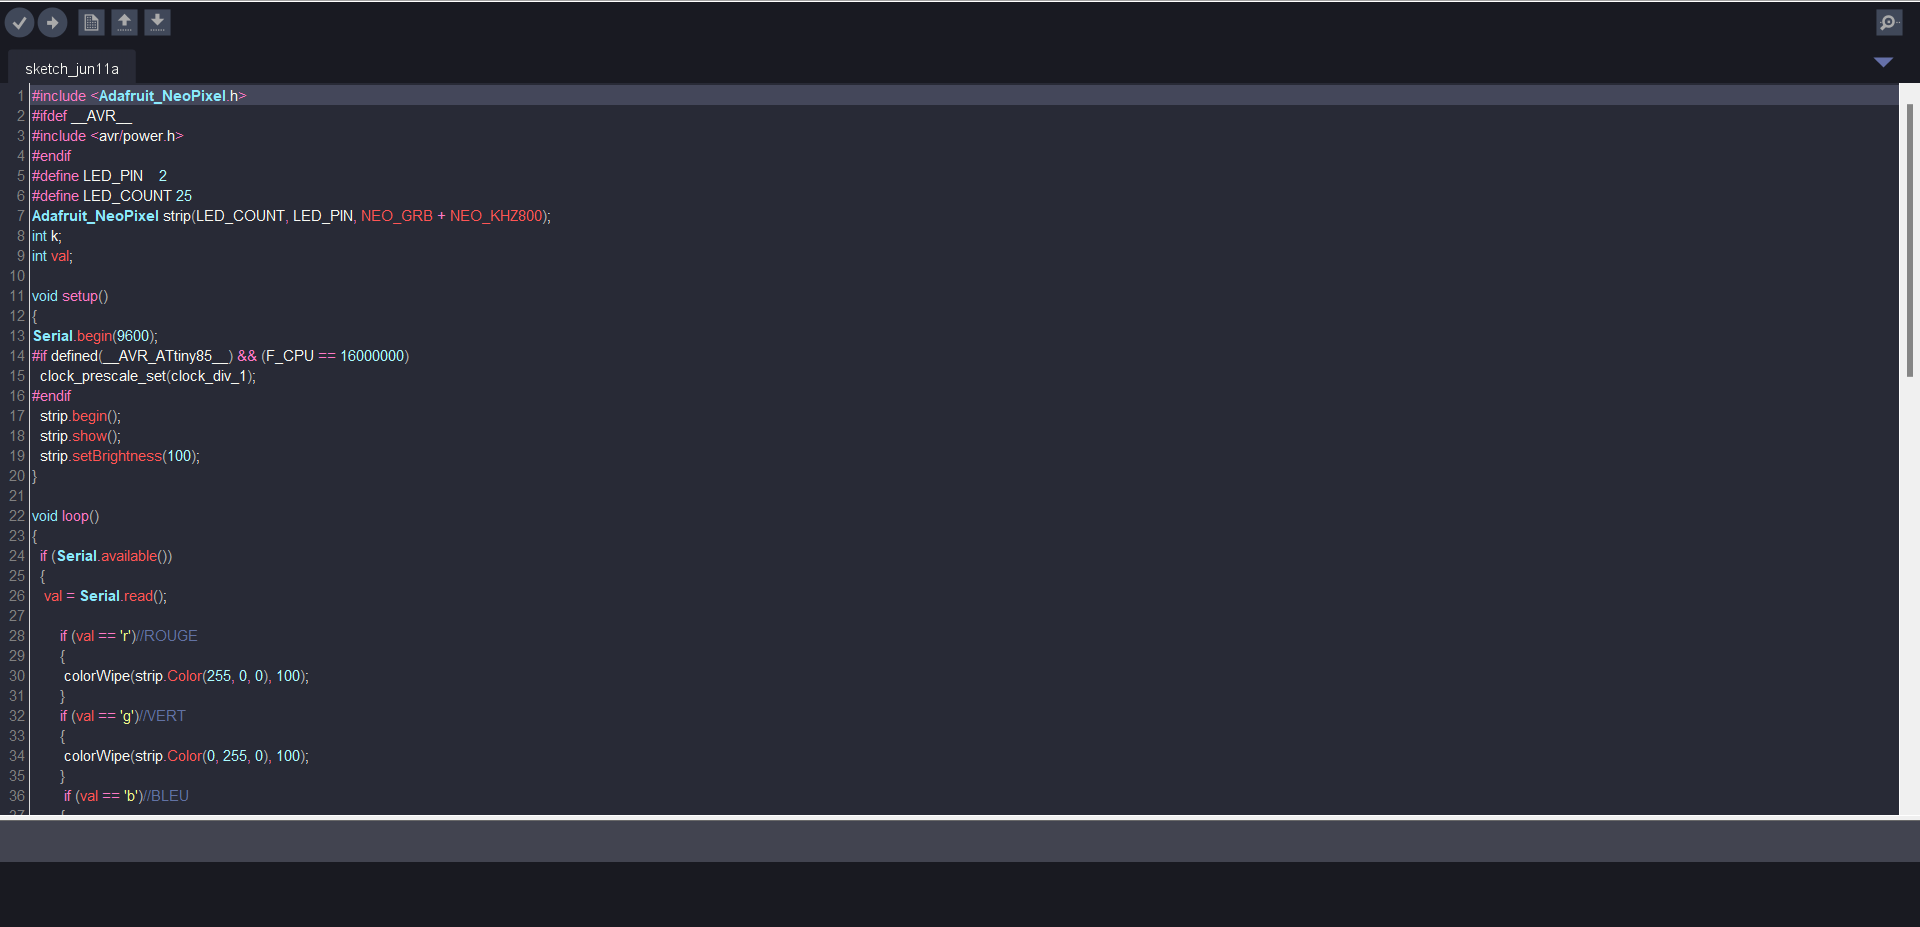 sketch_jun11a
1 #include <Adafruit_NeoPixel.h>
2 #ifdef __AVR__
3 #include <avr/power.h>
4 #endif
5 #define LED_PIN    2
6 #define LED_COUNT 25
7 Adafruit_NeoPixel strip(LED_COUNT, LED_PIN, NEO_GRB + NEO_KHZ800);
8 int k;
9 int val;
10
11 void setup()
12 {
13 Serial.begin(9600);
14 #if defined(__AVR_ATtiny85__) && (F_CPU == 16000000)
15   clock_prescale_set(clock_div_1);
16 #endif
17   strip.begin();
18   strip.show();
19   strip.setBrightness(100);
20 }
21
22 void loop()
23 {
24   if (Serial.available())
25   {
26    val = Serial.read();
27
28        if (val == 'r')//ROUGE
29        {
30         colorWipe(strip.Color(255, 0, 0), 100);
31        }
32        if (val == 'g')//VERT
33        {
34         colorWipe(strip.Color(0, 255, 0), 100);
35        }
36         if (val == 'b')//BLEU
37        {